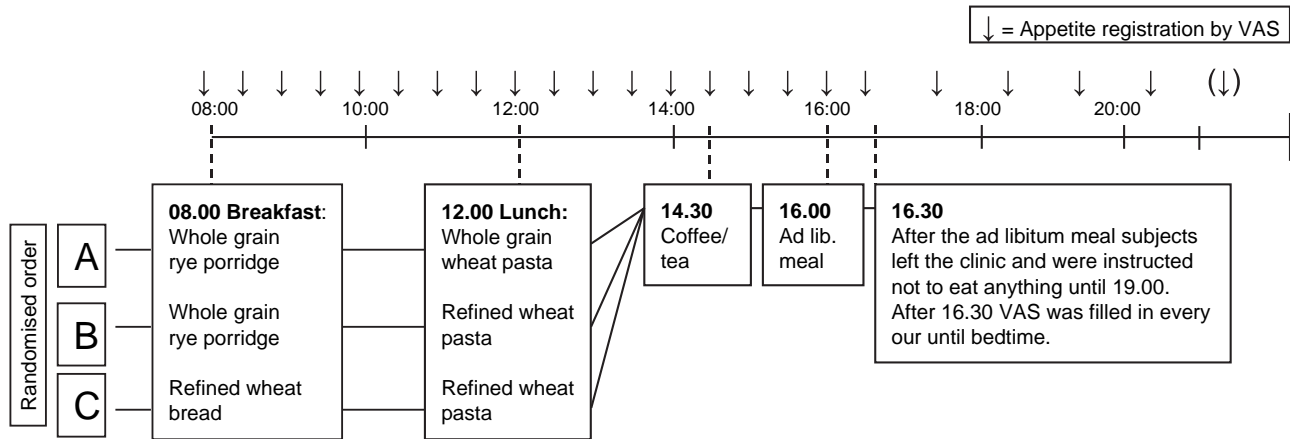 ↓ = Appetite registration by VAS
(↓)
08:00 10:00 12:00 14:00 16:00 18:00 20:00
Randomised order
A
B
C
08.00 Breakfast:
Whole grain
rye porridge
Whole grain
rye porridge
Refined wheat
bread
12.00 Lunch:
Whole grain
wheat pasta
Refined wheat
pasta
Refined wheat
pasta
14.30
Coffee/
tea
16.00
Ad lib.
meal
16.30
After the ad libitum meal subjects
left the clinic and were instructed
not to eat anything until 19.00.
After 16.30 VAS was filled in every
our until bedtime.